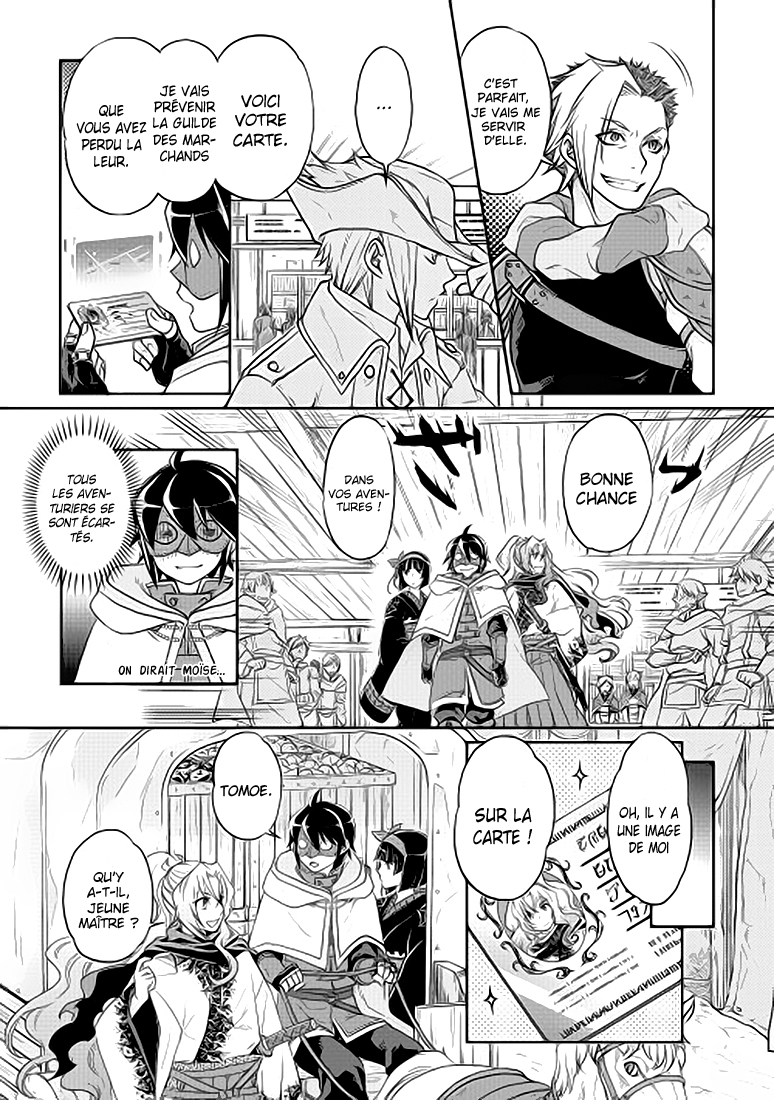 C'EST
PARFAIT,
JE VAIS ME
SERVIR
D'ELLE.
...
VOICI
VOTRE
CARTE.
JE VAIS
PRÉVENIR
LA GUILDE
DES MAR-
CHANDS
QUE
VOUS AVEZ
PERDU LA
LEUR.
BONNE
CHANCE
DANS
VOS AVEN-
TURES !
TOUS
LES AVEN-
TURIERS SE
SONT ÉCAR-
TÉS.
ON DIRAIT MOÏSE...
OH, IL Y A
UNE IMAGE
DE MOI
SUR LA
CARTE !
TOMOE.
QU'Y
A-T-IL,
JEUNE
MAÎTRE ?